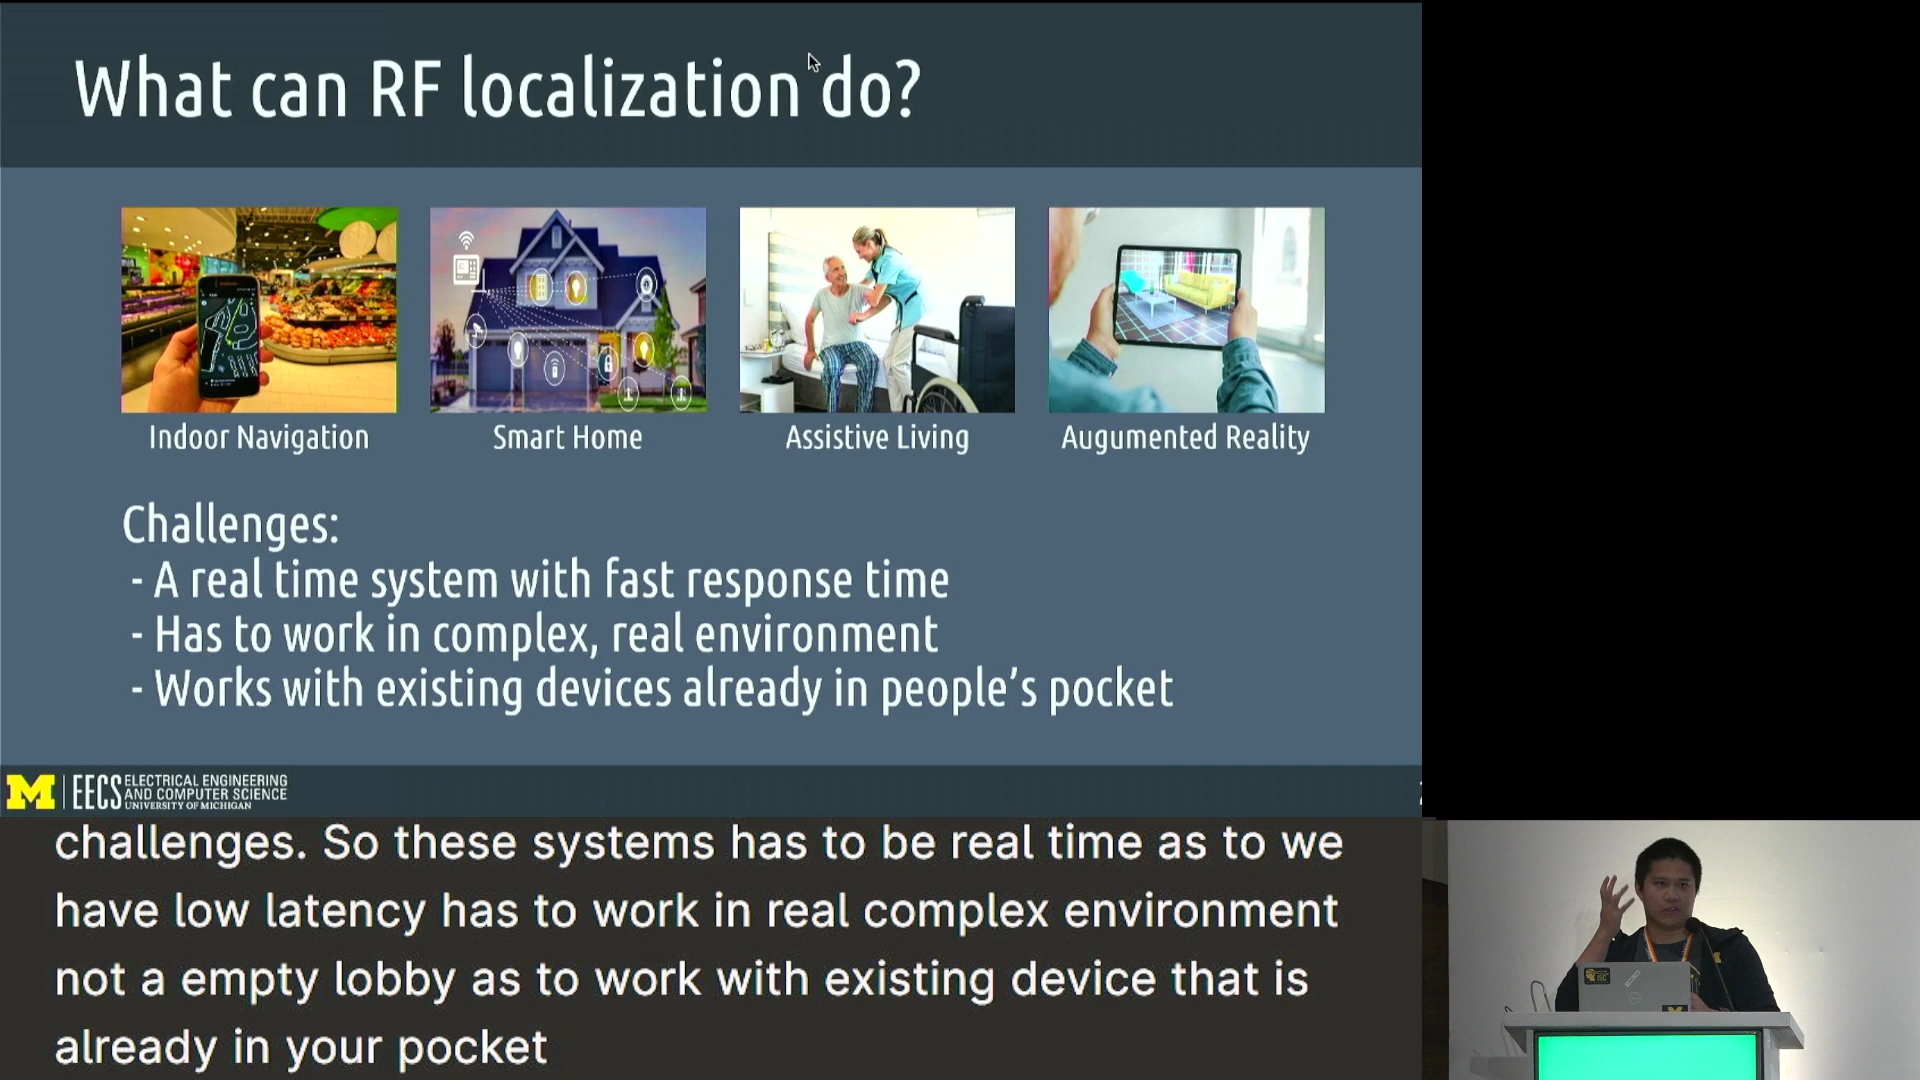 What can RF localization do?
Indoor Navigation
Smart Home
Assistive Living
Augumented Reality
Challenges:
- A real time system with fast response time
- Has to work in complex, real environment
- Works with existing devices already in people’s pocket
M EECS ELECTRICAL ENGINEERING
AND COMPUTER SCIENCE
UNIVERSITY OF MICHIGAN
challenges. So these systems has to be real time as to we
have low latency has to work in real complex environment
not a empty lobby as to work with existing device that is
already in your pocket